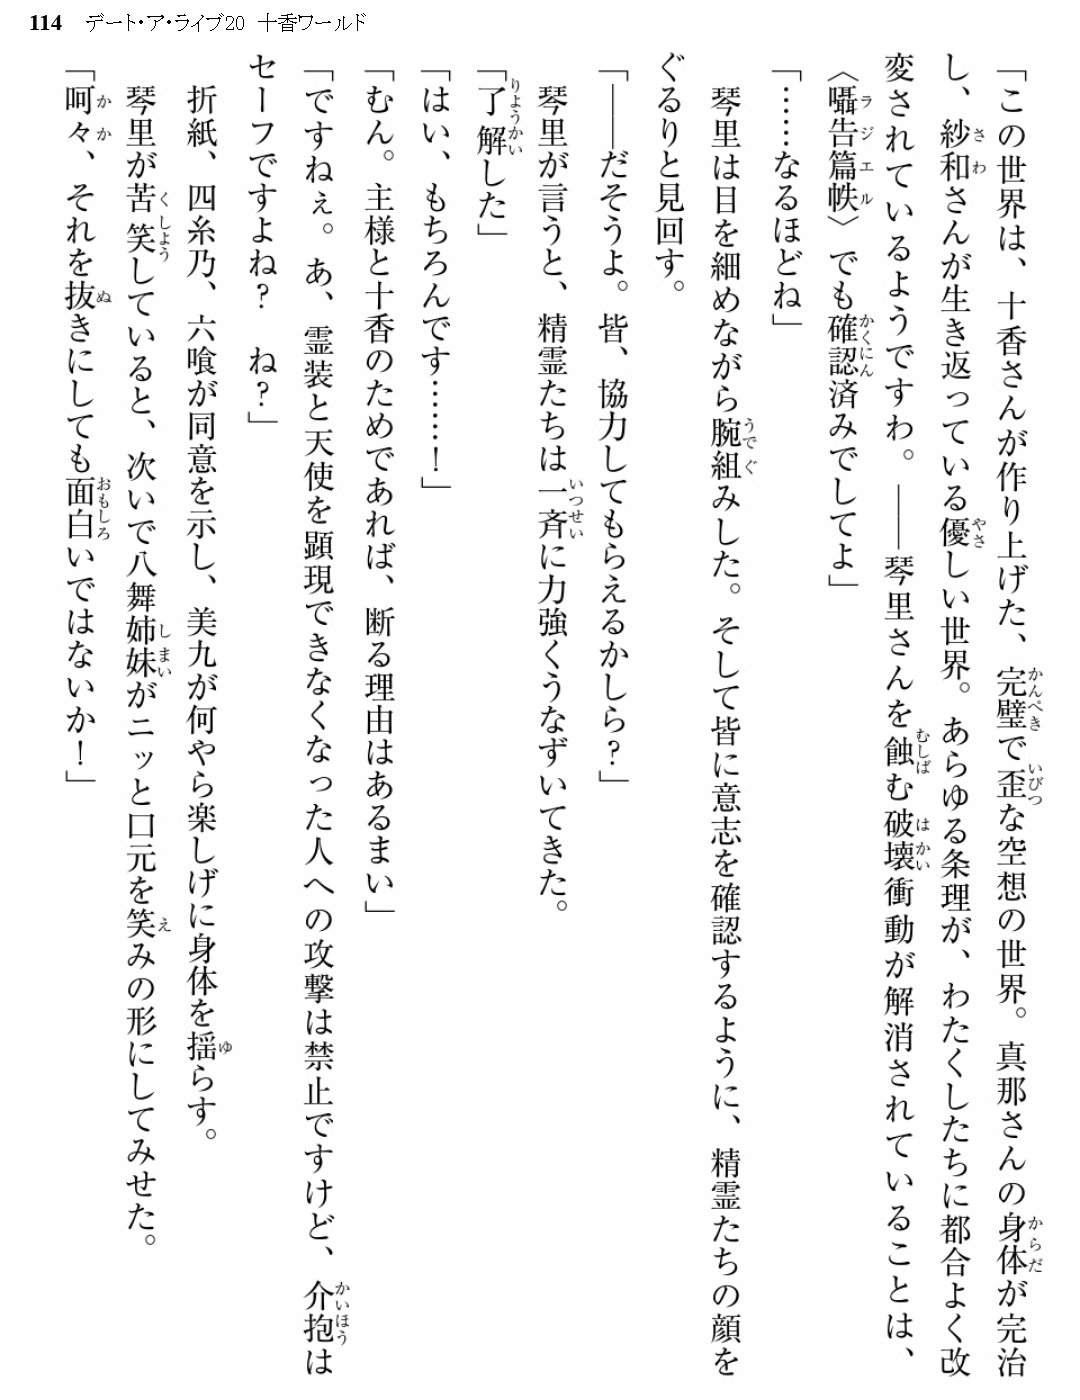 114 デート・ア・ライブ20 十香ワールド
「この世界は、十香さんが作り上げた、完璧で歪な空想の世界。真那さんの身体が完治
し、紗和さんが生き返っている優しい世界。あらゆる条理が、わたくしたちに都合よく改
変されているようですわ。――琴里さんを蝕む破壊衝動が解消されていることは、
〈囁告篇帙〉でも確認済みでしてよ」
「……なるほどね」
琴里は目を細めながら腕組みした。そして皆に意志を確認するように、精霊たちの顔を
ぐるりと見回す。
「――だそうよ。皆、協力してもらえるかしら？」
琴里が言うと、精霊たちは一斉に力強くうなずいてきた。
「了解した」
「はい、もちろんです……！」
「むん。主様と十香のためであれば、断る理由はあるまい」
「ですねぇ。あ、霊装と天使を顕現できなくなった人への攻撃は禁止ですけど、介抱は
セーフですよね？　ね？」
折紙、四糸乃、六喰が同意を示し、美九が何やら楽しげに身体を揺らす。
琴里が苦笑していると、次いで八舞姉妹がニッと口元を笑みの形にしてみせた。
「呵々、それを抜きにしても面白いではないか！」